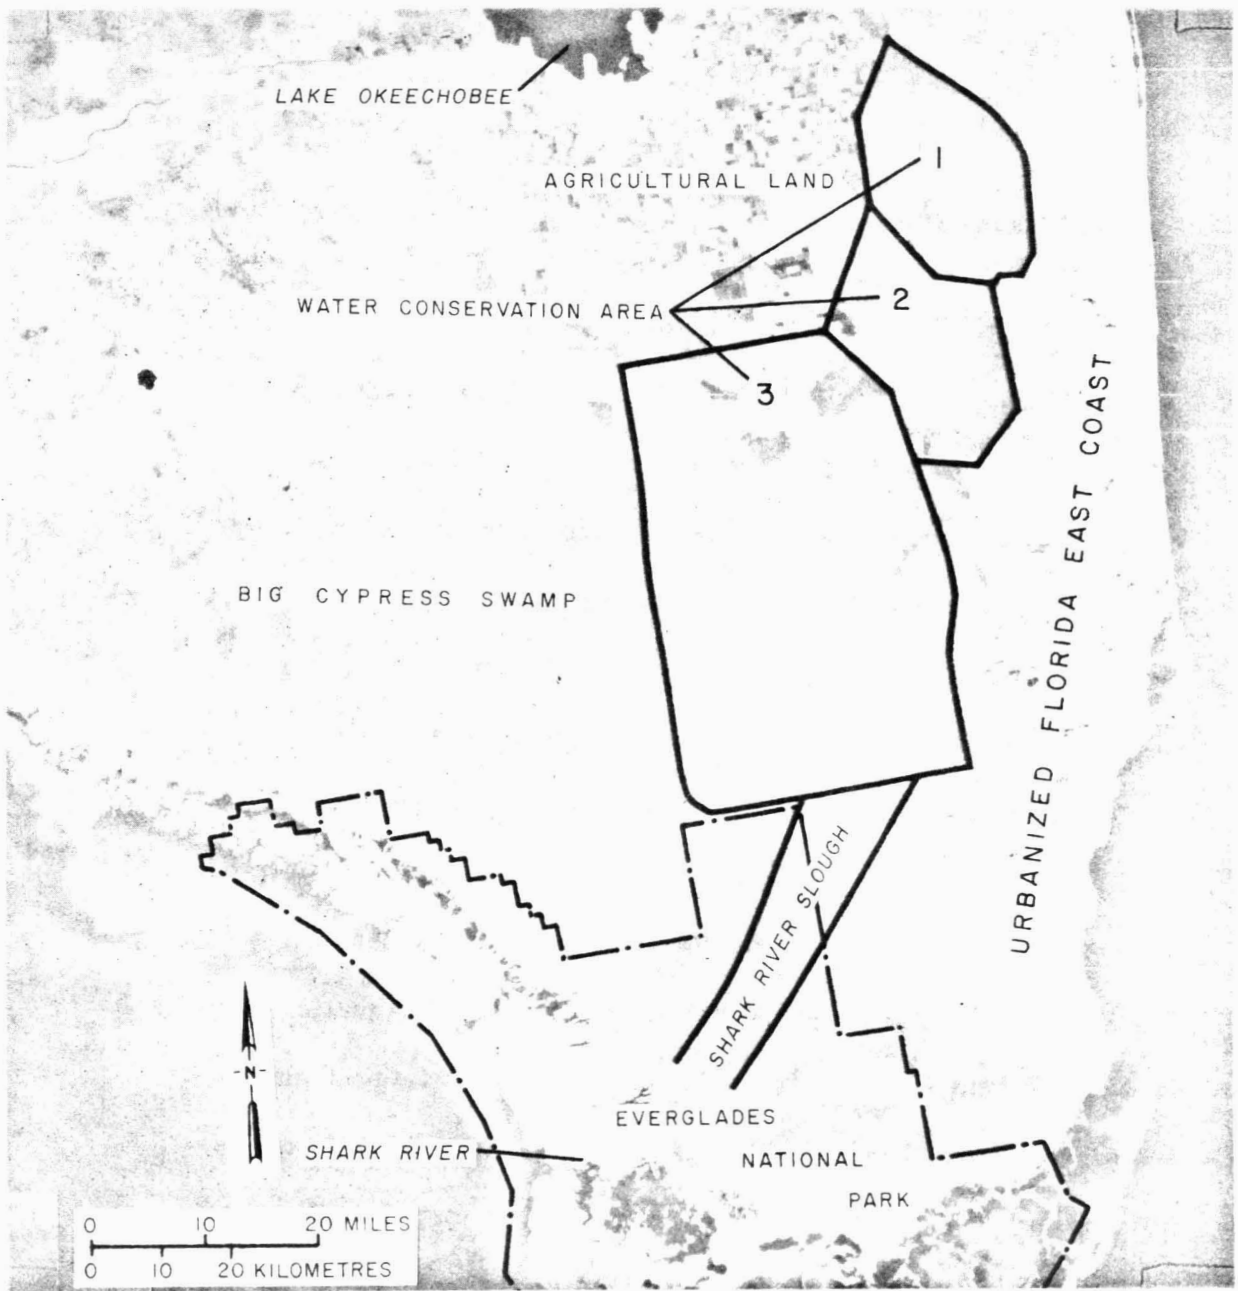 LAKE OKEECHOBEE
AGRICULTURAL LAND
1
WATER CONSERVATION AREA
2
3
BIG CYPRESS SWAMP
URBANIZED FLORIDA EAST COAST
SHARK RIVER SLOUGH
-N-
EVERGLADES
SHARK RIVER
NATIONAL
PARK
0 10 20 MILES
0 10 20 KILOMETRES